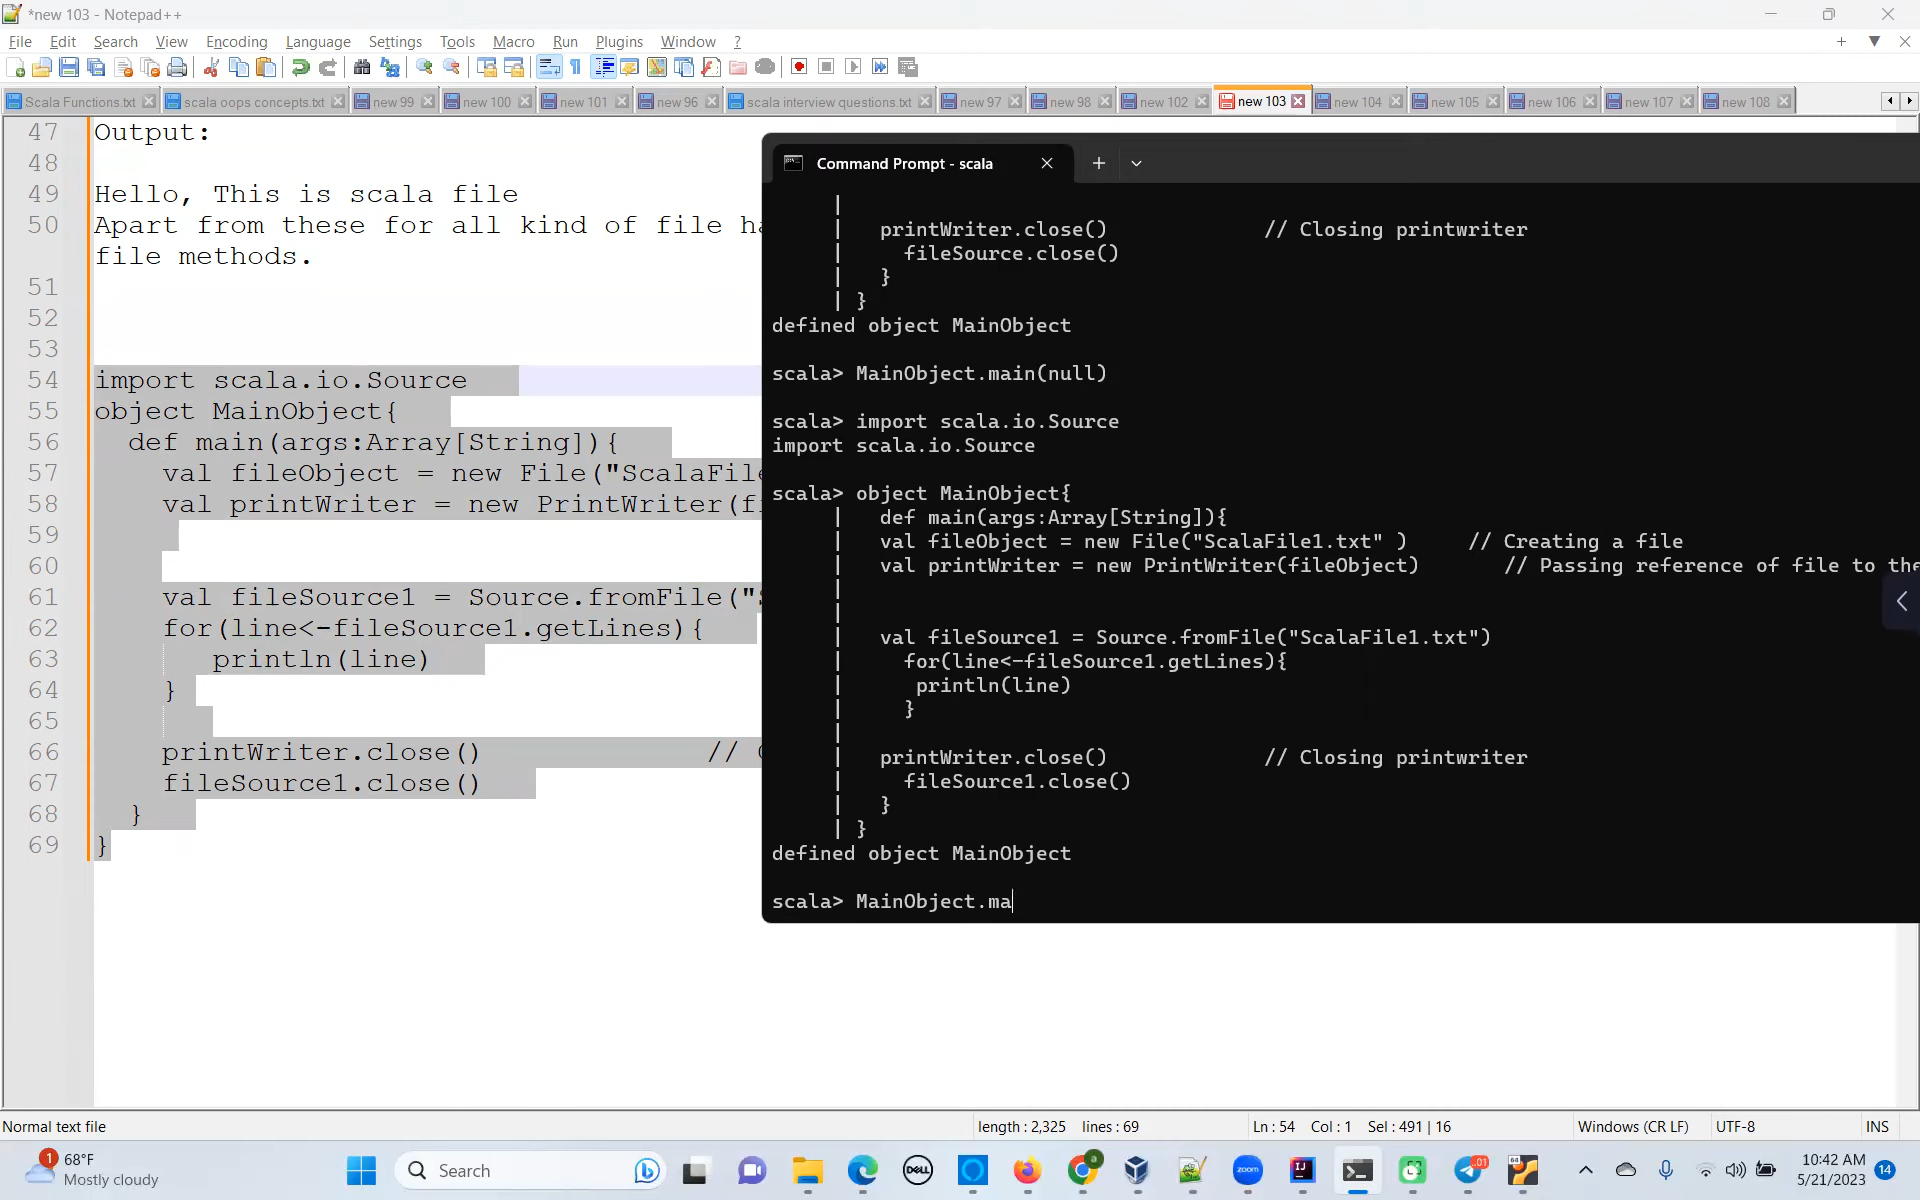 *new 103 - Notepad++
File Edit Search View Encoding Language Settings Tools Macro Run Plugins Window ?
Scala Functions.txt scala oops concepts.txt new 99 new 100 new 101 new 96 scala interview questions.txt new 97 new 98 new 102 new 103 new 104 new 105 new 106 new 107 new 108
47 Output:
48
49 Hello, This is scala file
50 Apart from these for all kind of file ha
file methods.
51
52
53
54 import scala.io.Source
55 object MainObject{
56 def main(args:Array[String]){
57 val fileObject = new File("ScalaFile
58 val printWriter = new PrintWriter(fi
59
60
61 val fileSource1 = Source.fromFile("S
62 for(line<-fileSource1.getLines){
63 println(line)
64 }
65
66 printWriter.close() // C
67 fileSource1.close()
68 }
69 }
Command Prompt - scala
|
| printWriter.close() // Closing printwriter
| fileSource.close()
| }
| }
defined object MainObject
scala> MainObject.main(null)
scala> import scala.io.Source
import scala.io.Source
scala> object MainObject{
| def main(args:Array[String]){
| val fileObject = new File("ScalaFile1.txt" ) // Creating a file
| val printWriter = new PrintWriter(fileObject) // Passing reference of file to the
|
|
| val fileSource1 = Source.fromFile("ScalaFile1.txt")
| for(line<-fileSource1.getLines){
| println(line)
| }
|
| printWriter.close() // Closing printwriter
| fileSource1.close()
| }
| }
defined object MainObject
scala> MainObject.ma
Normal text file length : 2,325 lines : 69 Ln : 54 Col : 1 Sel : 491 | 16 Windows (CR LF) UTF-8 INS
1 68°F
Mostly cloudy
Search
DELL
zoom
10:42 AM
5/21/2023
14